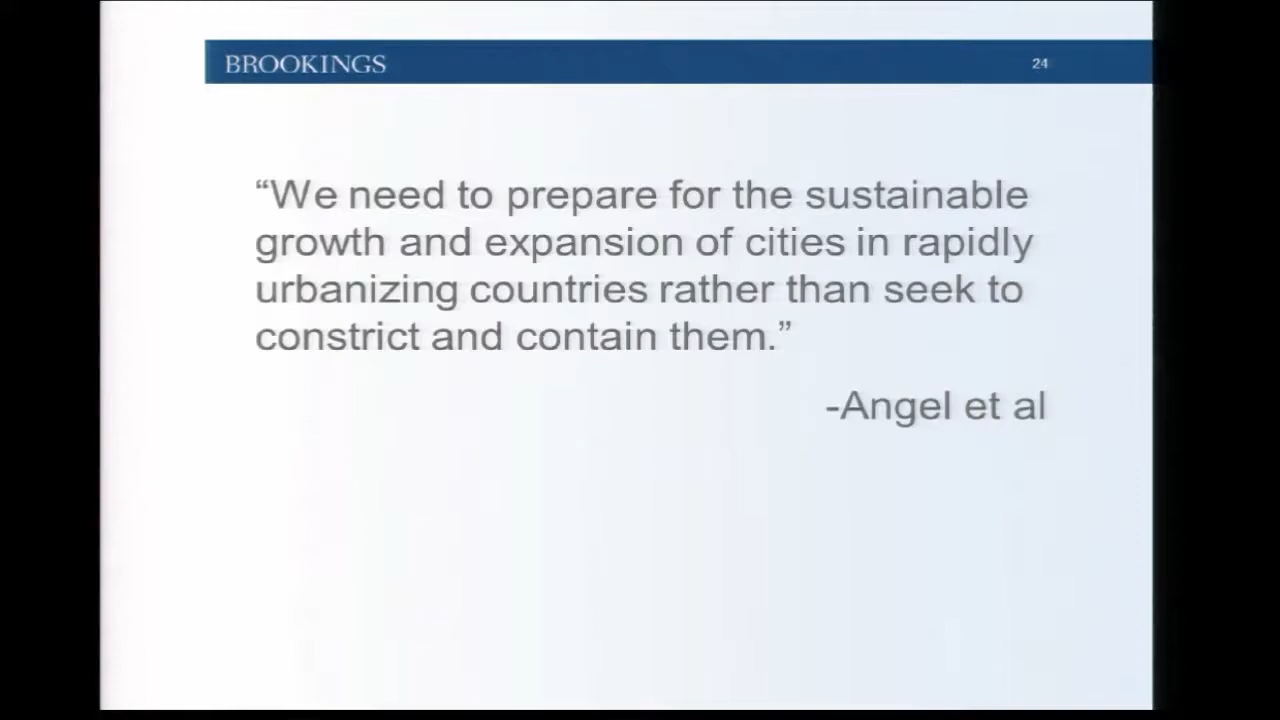 BROOKINGS 24
“We need to prepare for the sustainable
growth and expansion of cities in rapidly
urbanizing countries rather than seek to
constrict and contain them.”
-Angel et al